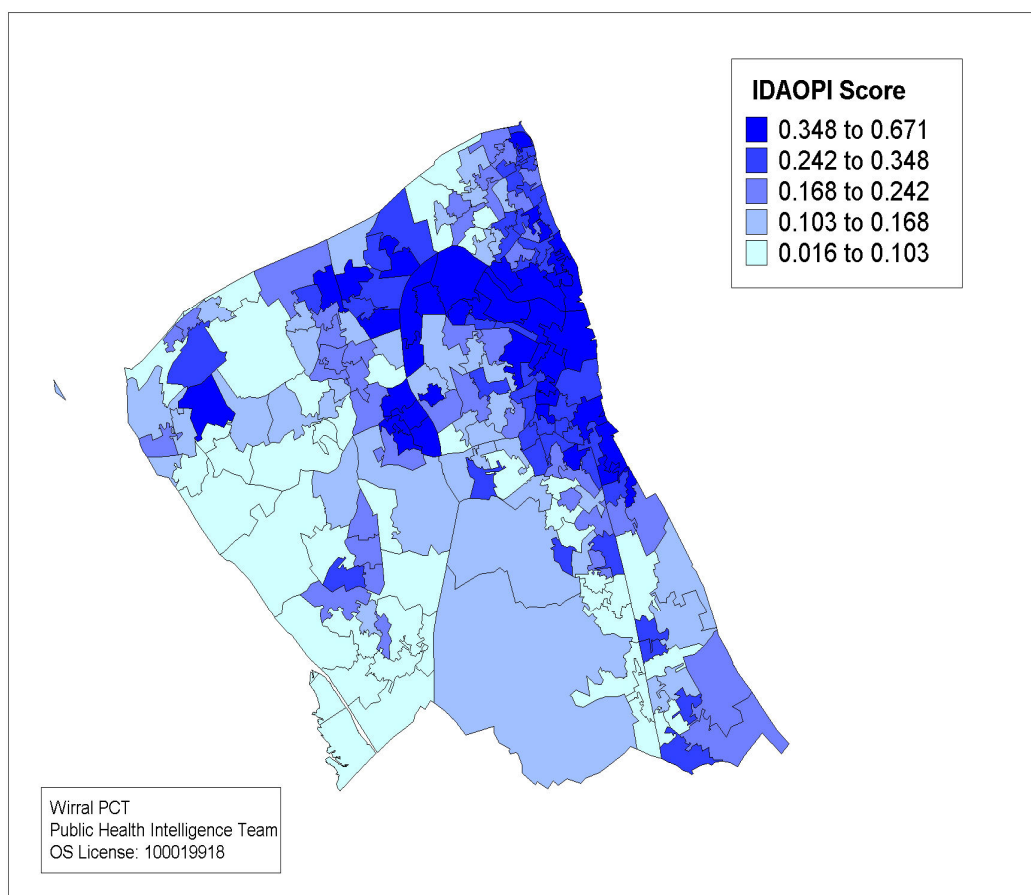 IDAOPI Score
0.348 to 0.671
0.242 to 0.348
0.168 to 0.242
0.103 to 0.168
0.016 to 0.103
Wirral PCT
Public Health Intelligence Team
OS License: 100019918